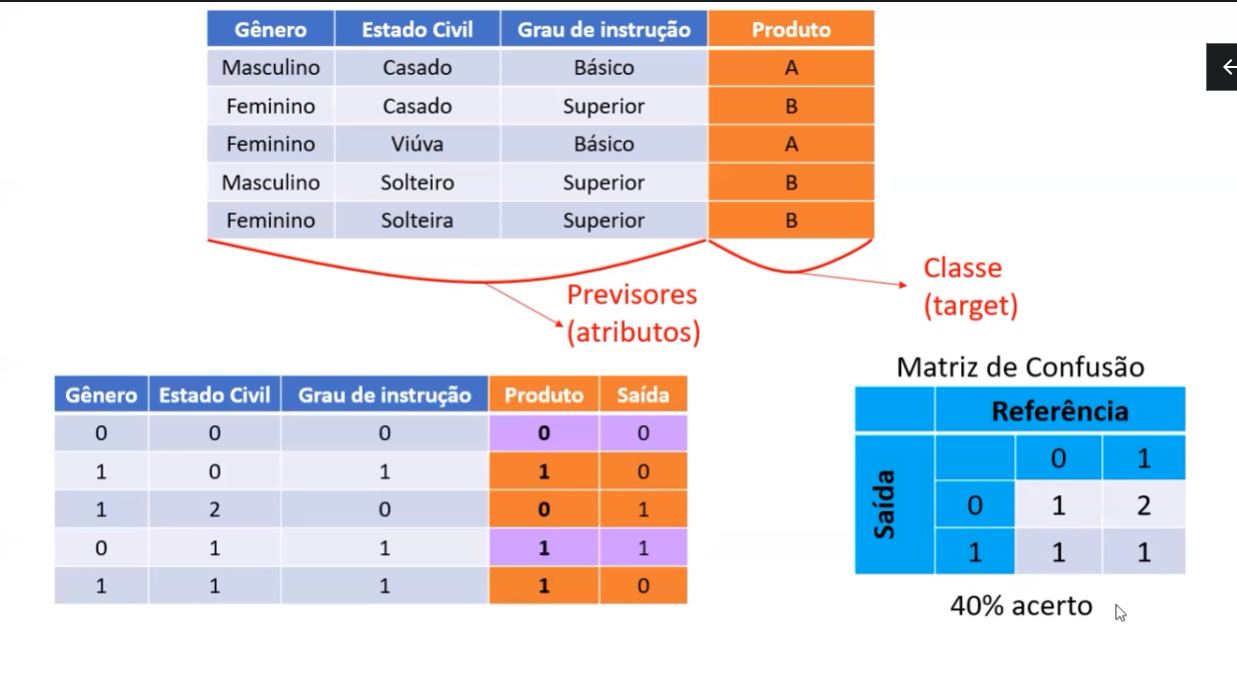 Gênero Estado Civil Grau de instrução Produto
Masculino Casado Básico A
Feminino Casado Superior B
Feminino Viúva Básico A
Masculino Solteiro Superior B
Feminino Solteira Superior B
Classe
(target)
Previsores
(atributos)
Gênero Estado Civil Grau de instrução Produto Saída
0 0 0 0 0
1 0 1 1 0
1 2 0 0 1
0 1 1 1 1
1 1 1 1 0
Matriz de Confusão
Referência
Saída
0 1
0 1 2
1 1 1
40% acerto